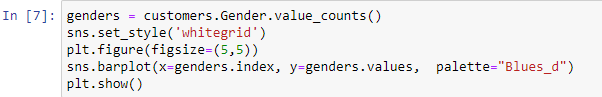 In [7]: genders = customers.Gender.value_counts()
sns.set_style('whitegrid')
plt.figure(figsize=(5,5))
sns.barplot(x=genders.index, y=genders.values,  palette="Blues_d")
plt.show()